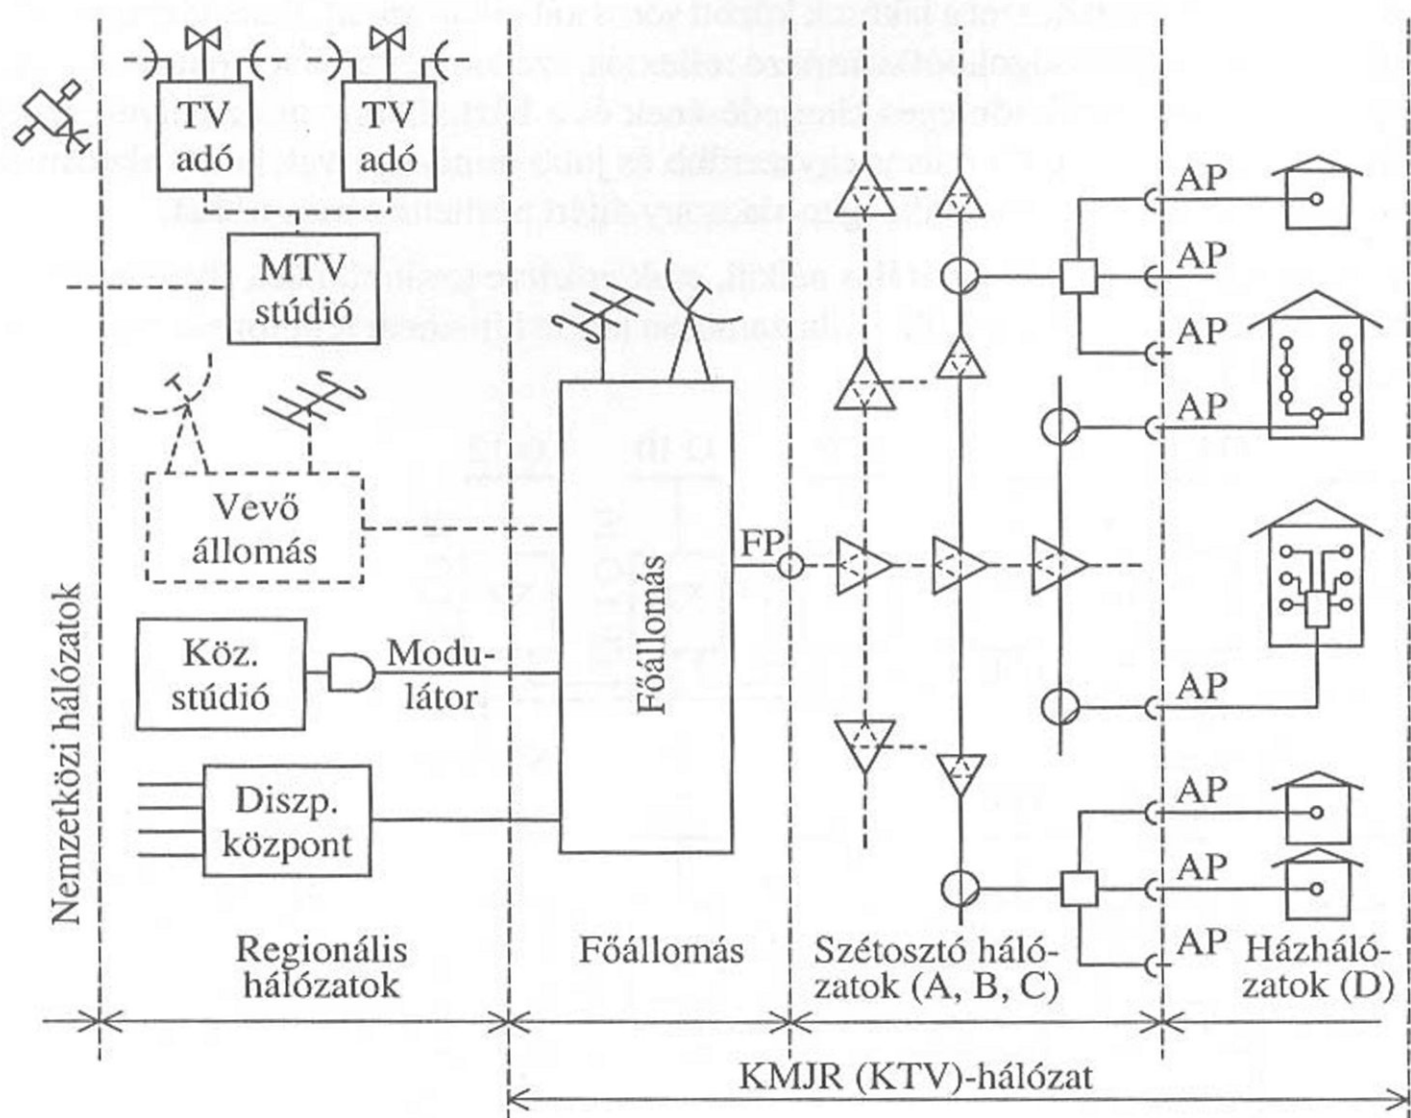 TV
adó
TV
adó
MTV
stúdió
Vevő
állomás
Köz.
stúdió
Modu-
látor
Diszp.
központ
Nemzetközi hálózatok
Főállomás
FP
AP
AP
AP
AP
AP
AP
AP
AP
Regionális
hálózatok
Főállomás
Szétosztó háló-
zatok (A, B, C)
Házháló-
zatok (D)
KMJR (KTV)-hálózat